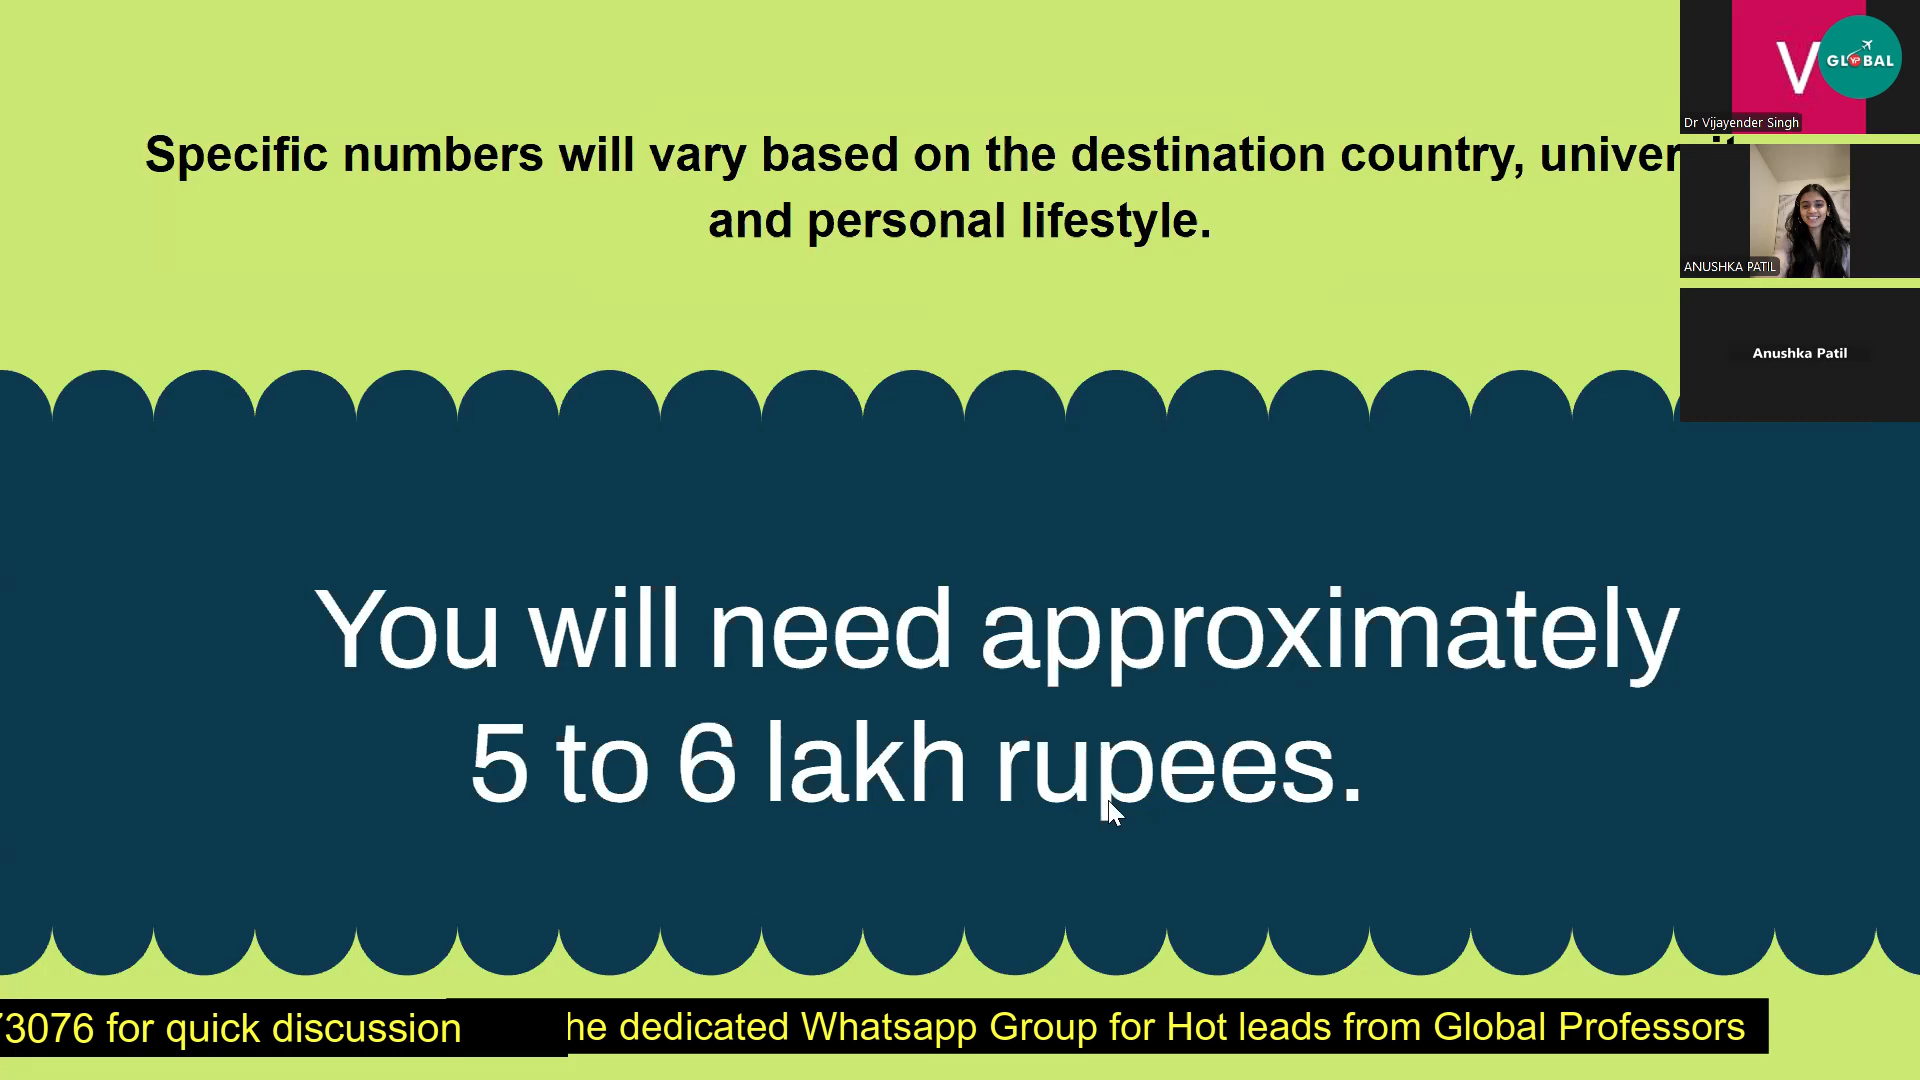 Specific numbers will vary based on the destination country,
and personal lifestyle.
You will need approximately
5 to 6 lakh rupees.
V
GLOBAL
YP
Dr Vijayender Singh
ANUSHKA PATIL
Anushka Patil
73076 for quick discussion
he dedicated Whatsapp Group for Hot leads from Global Professors